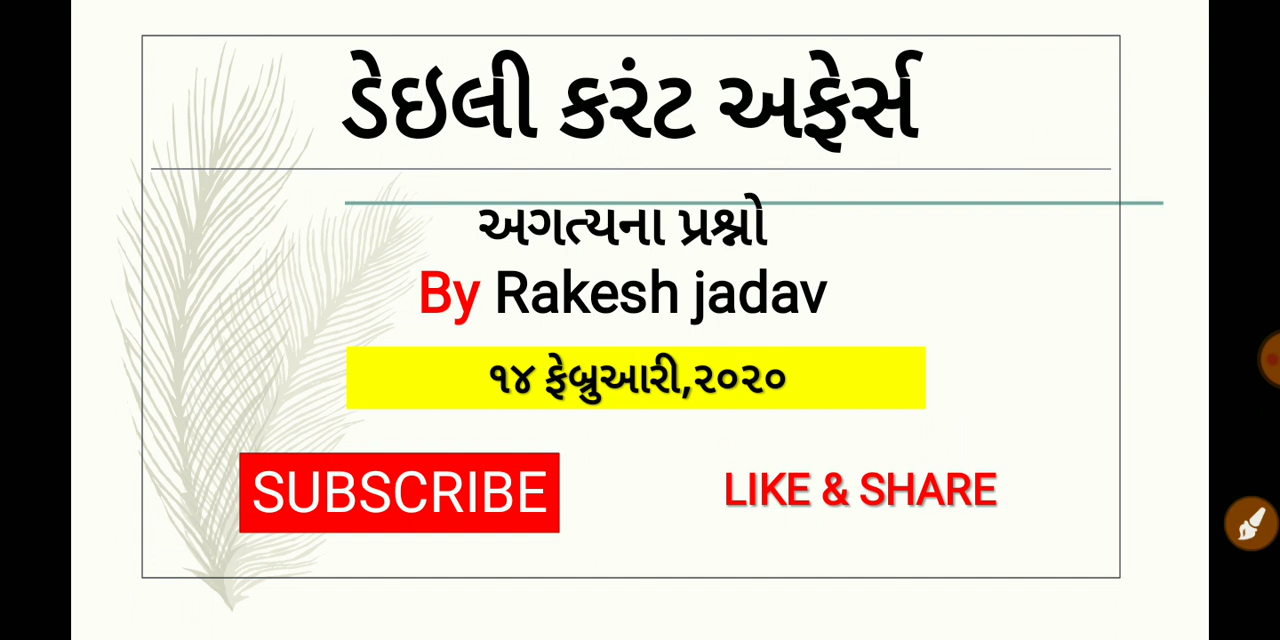 ડેઇલી કરંટ અફેર્સ
અગત્યના પ્રશ્નો
By Rakesh jadav
૧૪ ફેબ્રુઆરી,૨૦૨૦
SUBSCRIBE
LIKE & SHARE